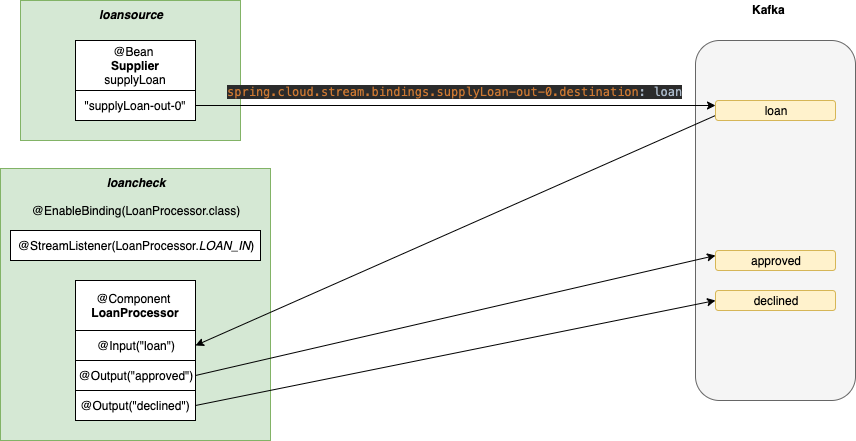 loansource
@Bean
Supplier
supplyLoan
"supplyLoan-out-0"
spring.cloud.stream.bindings.supplyLoan-out-0.destination: loan
Kafka
loan
approved
declined
loancheck
@EnableBinding(LoanProcessor.class)
@StreamListener(LoanProcessor.LOAN_IN)
@Component
LoanProcessor
@Input("loan")
@Output("approved")
@Output("declined")